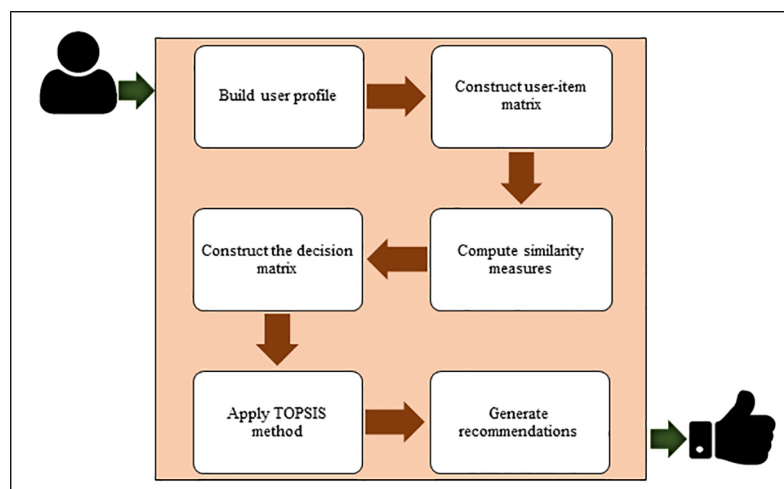 Build user profile
Construct user-item
matrix
Compute similarity
measures
Construct the decision
matrix
Apply TOPSIS
method
Generate
recommendations